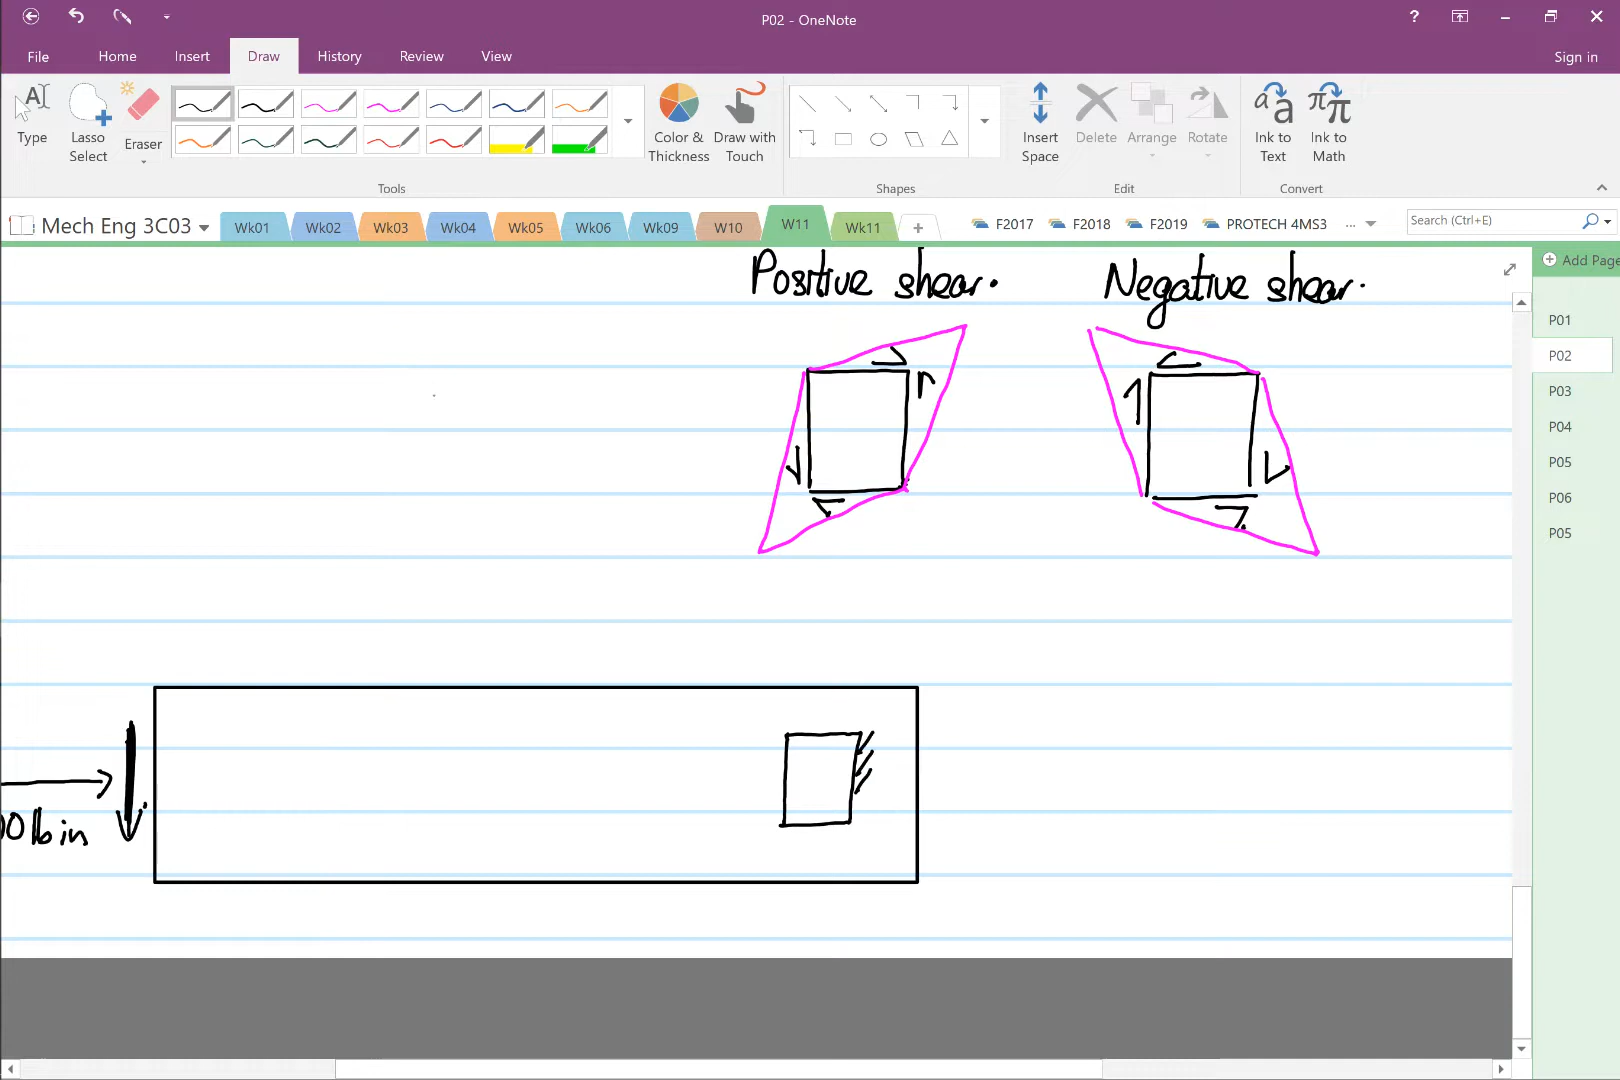 P02 - OneNote
?
File Home Insert Draw History Review View Sign in
Type
Lasso Select
Eraser
Color & Thickness
Draw with Touch
Insert Space
Delete
Arrange
Rotate
Ink to Text
Ink to Math
Tools Shapes Edit Convert
Mech Eng 3C03 Wk01 Wk02 Wk03 Wk04 Wk05 Wk06 Wk09 W10 W11 Wk11 + F2017 F2018 F2019 PROTECH 4MS3 ... Search (Ctrl+E)
Add Page
P01
P02
P03
P04
P05
P06
P05
Positive shear. Negative shear.
0 lb in